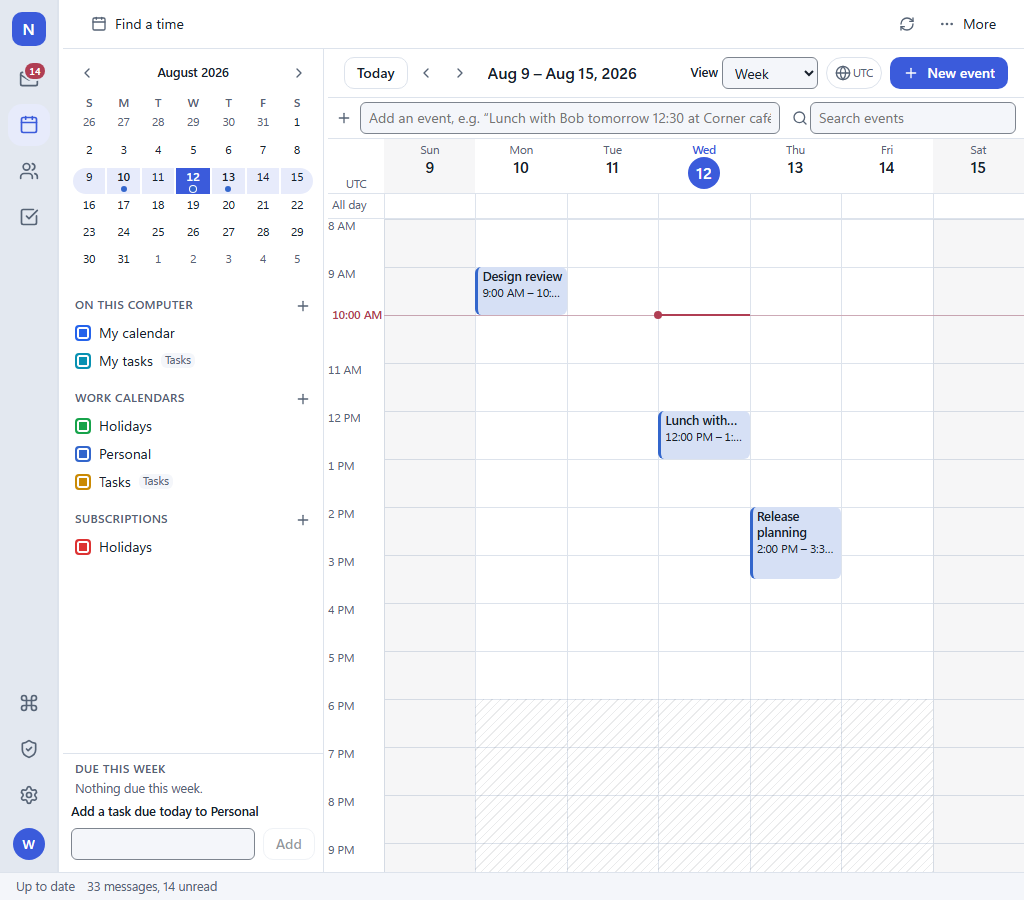 N
Find a time
More
14
August 2026
S M T W T F S
26 27 28 29 30 31 1
2 3 4 5 6 7 8
9 10 11 12 13 14 15
16 17 18 19 20 21 22
23 24 25 26 27 28 29
30 31 1 2 3 4 5
ON THIS COMPUTER
My calendar
My tasks Tasks
WORK CALENDARS
Holidays
Personal
Tasks Tasks
SUBSCRIPTIONS
Holidays
DUE THIS WEEK
Nothing due this week.
Add a task due today to Personal
Add
W
Today
Aug 9 – Aug 15, 2026
View Week
UTC
New event
Add an event, e.g. “Lunch with Bob tomorrow 12:30 at Corner café
Search events
UTC
Sun 9
Mon 10
Tue 11
Wed 12
Thu 13
Fri 14
Sat 15
All day
8 AM
9 AM
Design review
9:00 AM – 10:...
10:00 AM
11 AM
12 PM
Lunch with...
12:00 PM – 1:...
1 PM
2 PM
Release
planning
2:00 PM – 3:3...
3 PM
4 PM
5 PM
6 PM
7 PM
8 PM
9 PM
Up to date 33 messages, 14 unread